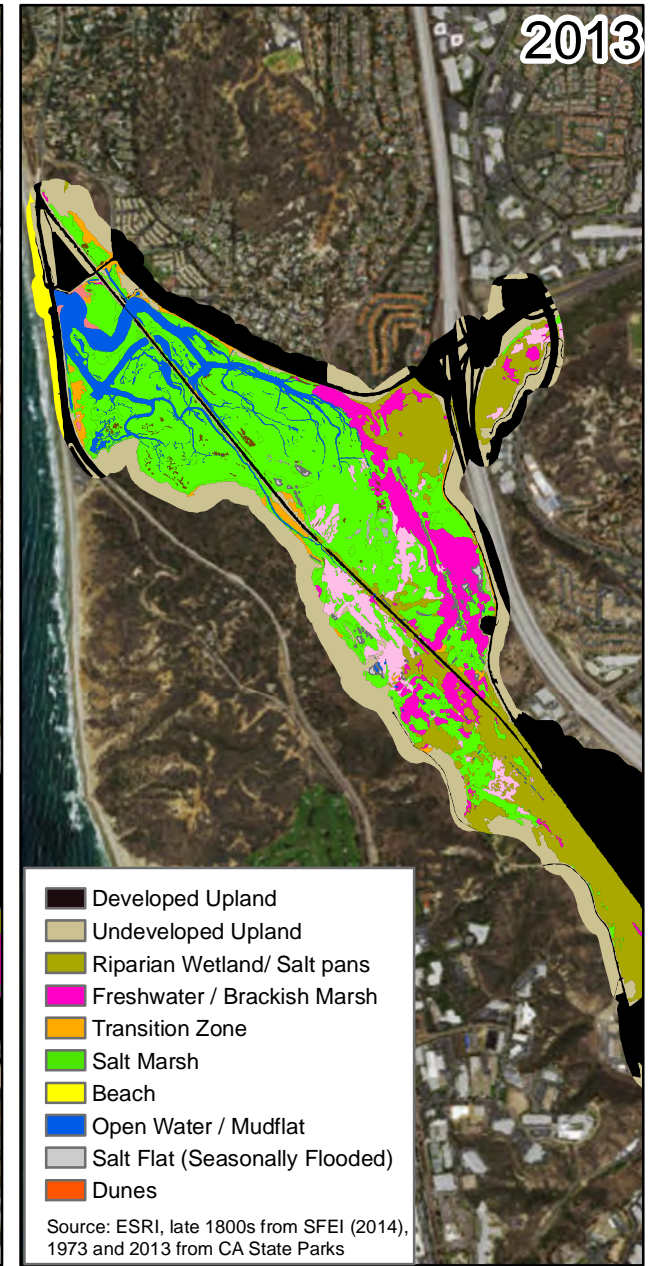 2013
Developed Upland
Undeveloped Upland
Riparian Wetland/ Salt pans
Freshwater / Brackish Marsh
Transition Zone
Salt Marsh
Beach
Open Water / Mudflat
Salt Flat (Seasonally Flooded)
Dunes
Source: ESRI, late 1800s from SFEI (2014),
1973 and 2013 from CA State Parks